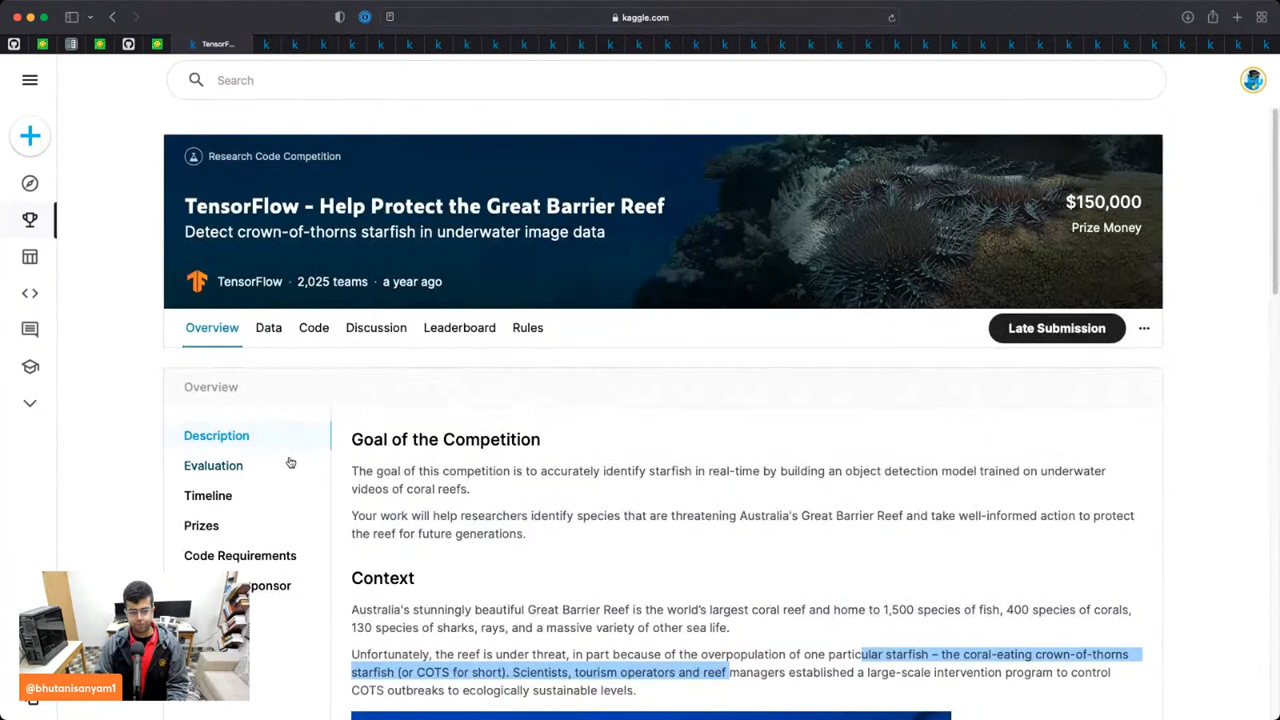 kaggle.com
TensorF...
Search
Research Code Competition
TensorFlow - Help Protect the Great Barrier Reef
Detect crown-of-thorns starfish in underwater image data
$150,000
Prize Money
TensorFlow · 2,025 teams · a year ago
Overview Data Code Discussion Leaderboard Rules
Late Submission
Overview
Description
Evaluation
Timeline
Prizes
Code Requirements
ponsor
Goal of the Competition
The goal of this competition is to accurately identify starfish in real-time by building an object detection model trained on underwater
videos of coral reefs.
Your work will help researchers identify species that are threatening Australia's Great Barrier Reef and take well-informed action to protect
the reef for future generations.
Context
Australia's stunningly beautiful Great Barrier Reef is the world's largest coral reef and home to 1,500 species of fish, 400 species of corals,
130 species of sharks, rays, and a massive variety of other sea life.
Unfortunately, the reef is under threat, in part because of the overpopulation of one particular starfish – the coral-eating crown-of-thorns
starfish (or COTS for short). Scientists, tourism operators and reef managers established a large-scale intervention program to control
COTS outbreaks to ecologically sustainable levels.
@bhutanisanyam1